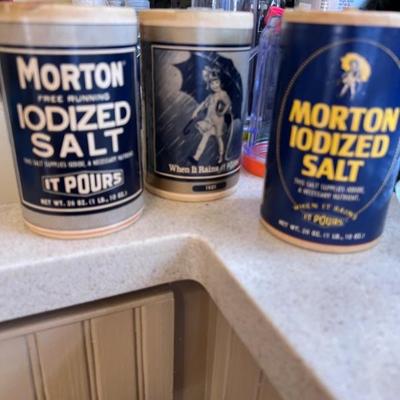 MORTON
FREE RUNNING
IODIZED
SALT
THIS SALT SUPPLIES IODINE, A NECESSARY NUTRIENT.
IT POURS
NET WT. 26 OZ. (1 LB., 10 OZ.)
When It Rains It Pours
1921
MORTON
IODIZED
SALT
THIS SALT SUPPLIES IODIDE,
A NECESSARY NUTRIENT.
WHEN IT RAINS
IT POURS
NET WT. 26 OZ. (1 LB., 10 OZ.)